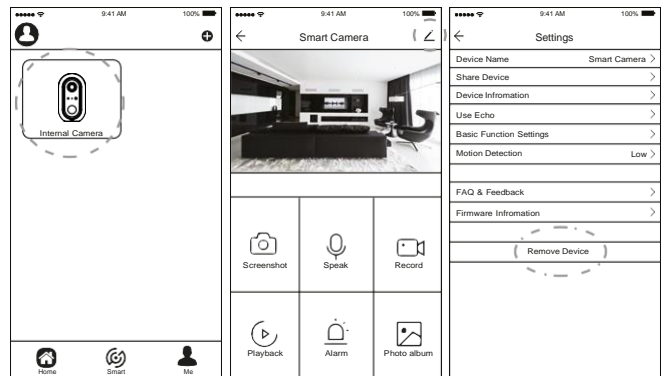 9:41 AM 100%
Internal Camera
Home Smart Me
9:41 AM 100%
Smart Camera
Screenshot Speak Record
Playback Alarm Photo album
9:41 AM 100%
Settings
Device Name Smart Camera
Share Device
Device Infromation
Use Echo
Basic Function Settings
Motion Detection Low
FAQ & Feedback
Firmware Infromation
Remove Device